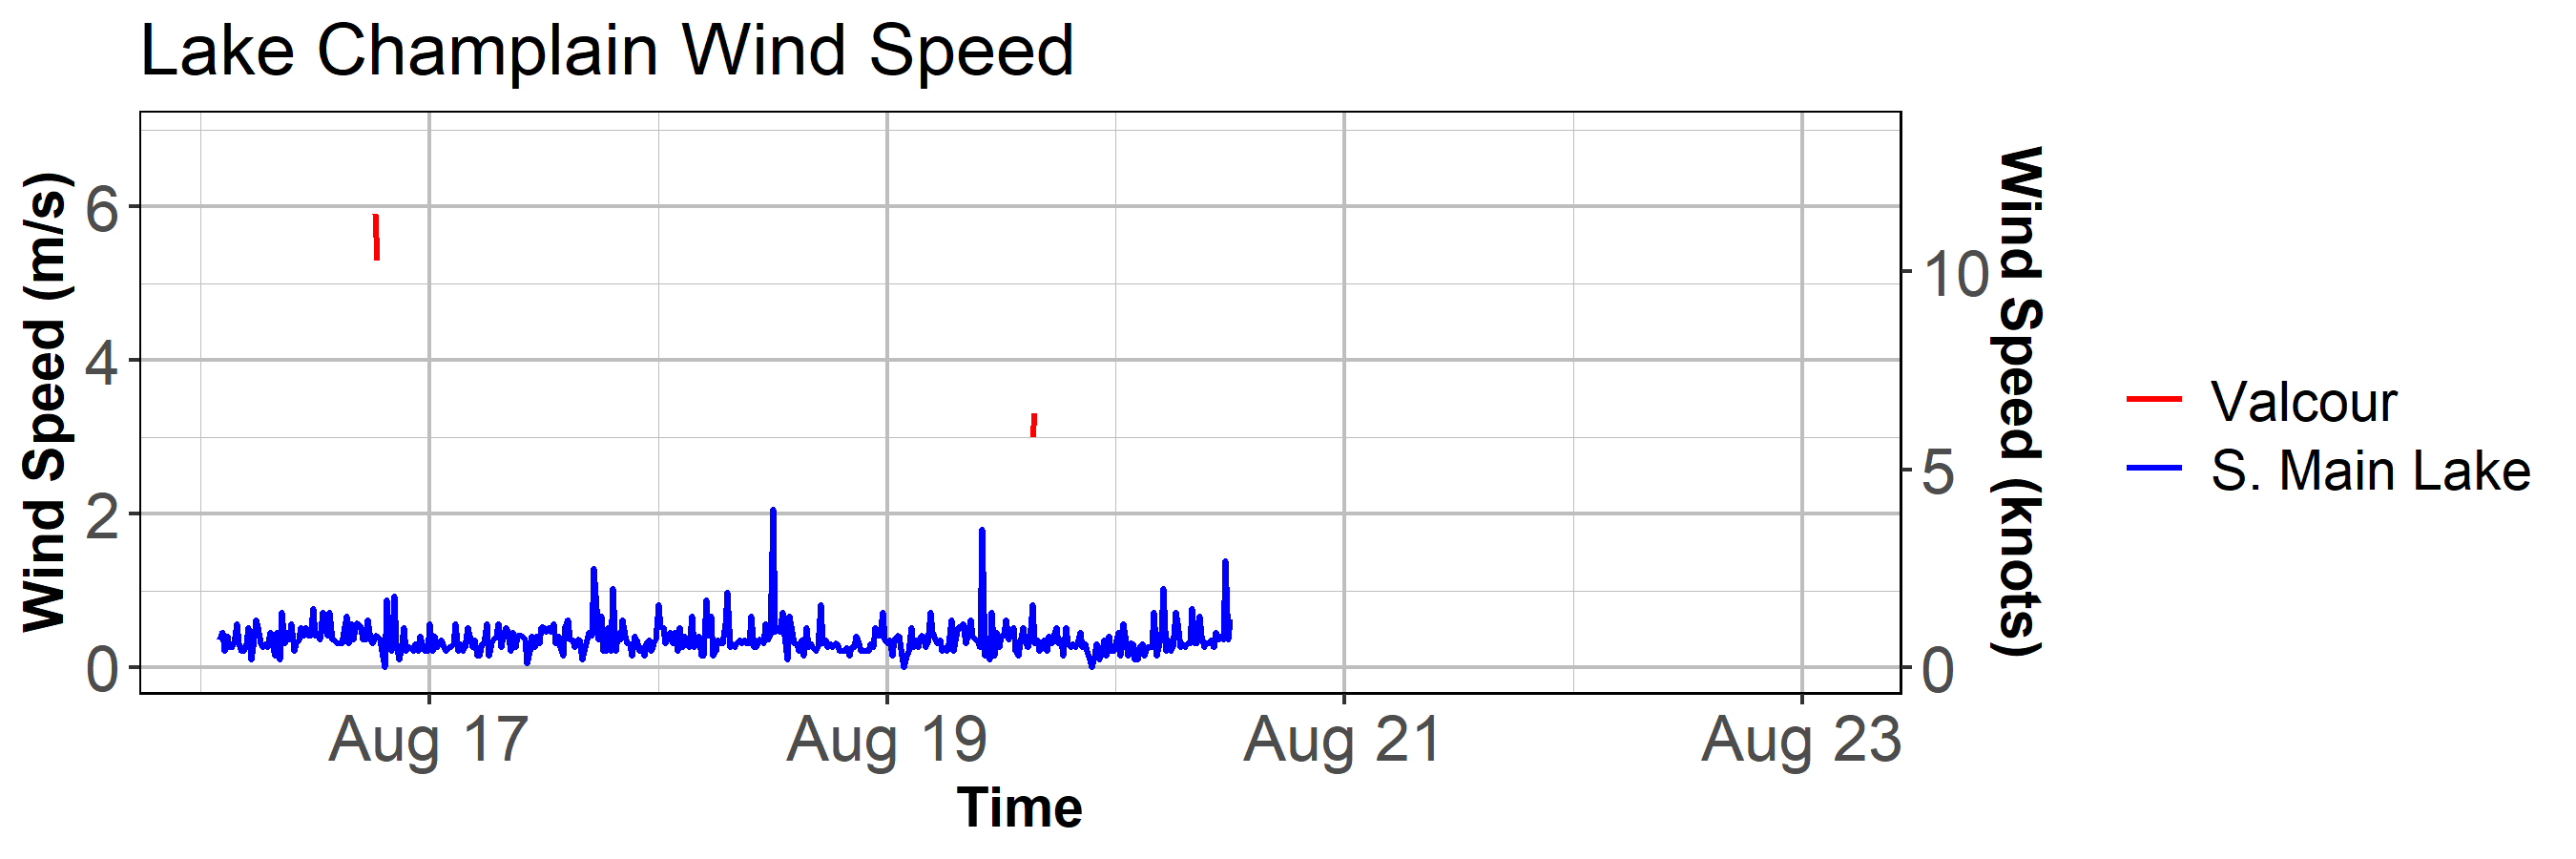 Lake Champlain Wind Speed
Wind Speed (m/s)
6
4
2
0
10
5
0
Wind Speed (knots)
Aug 17
Aug 19
Aug 21
Aug 23
Time
Valcour
S. Main Lake